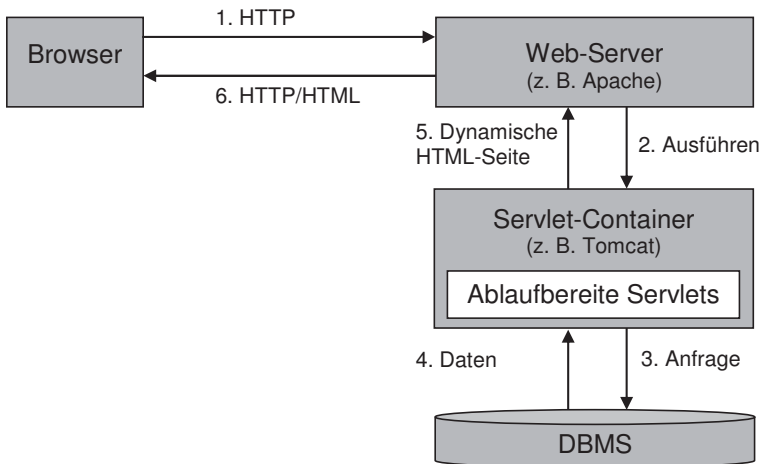 1. HTTP
Browser
Web-Server
(z. B. Apache)
6. HTTP/HTML
5. Dynamische
HTML-Seite
2. Ausführen
Servlet-Container
(z. B. Tomcat)
Ablaufbereite Servlets
4. Daten
3. Anfrage
DBMS